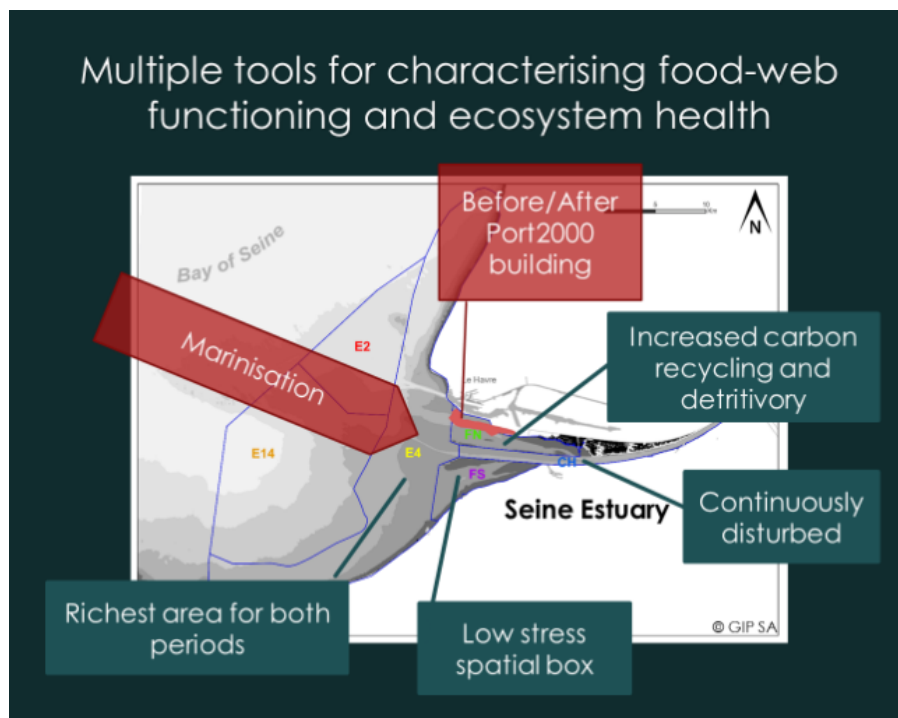 Multiple tools for characterising food-web
functioning and ecosystem health
Before/After
Port2000
building
N
Bay of Seine
Marinisation
E2
Increased carbon
recycling and
detritivory
Le Havre
E14
E4
FS
CH
Seine Estuary
Continuously
disturbed
Richest area for both
periods
Low stress
spatial box
© GIP SA